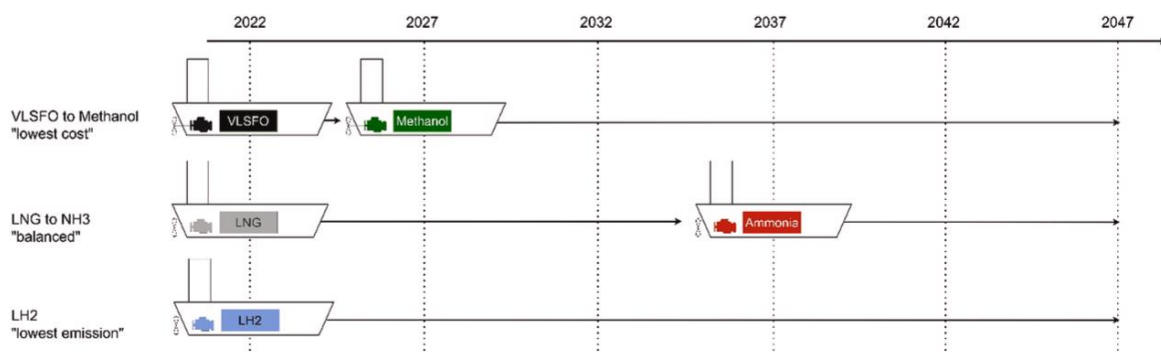 2022 2027 2032 2037 2042 2047
VLSFO to Methanol
"lowest cost"
VLSFO
Methanol
LNG to NH3
"balanced"
LNG
Ammonia
LH2
"lowest emission"
LH2